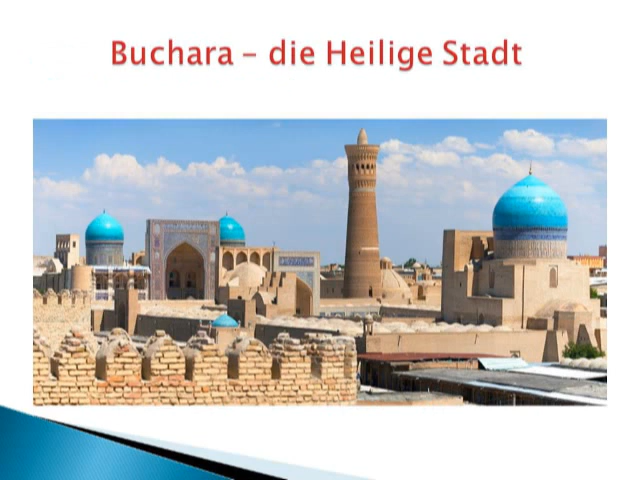 Buchara – die Heilige Stadt